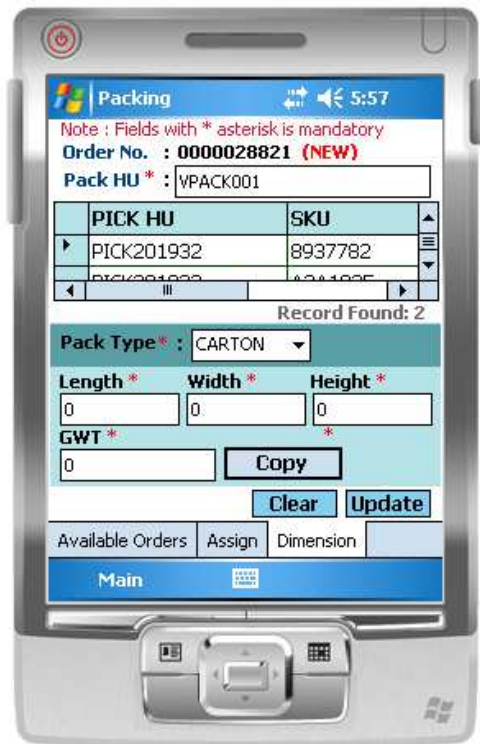 Packing 5:57
Note : Fields with * asterisk is mandatory
Order No. : 0000028821 (NEW)
Pack HU * : VPACK001
PICK HU SKU
PICK201932 8937782
Record Found: 2
Pack Type* : CARTON
Length * Width * Height *
0 0 0
GWT * *
0 Copy
Clear Update
Available Orders Assign Dimension
Main